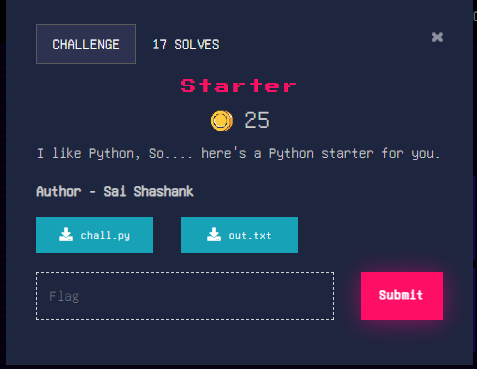 CHALLENGE 17 SOLVES ×
Starter
25
I like Python, So.... here's a Python starter for you.
Author - Sai Shashank
chall.py out.txt
Flag Submit